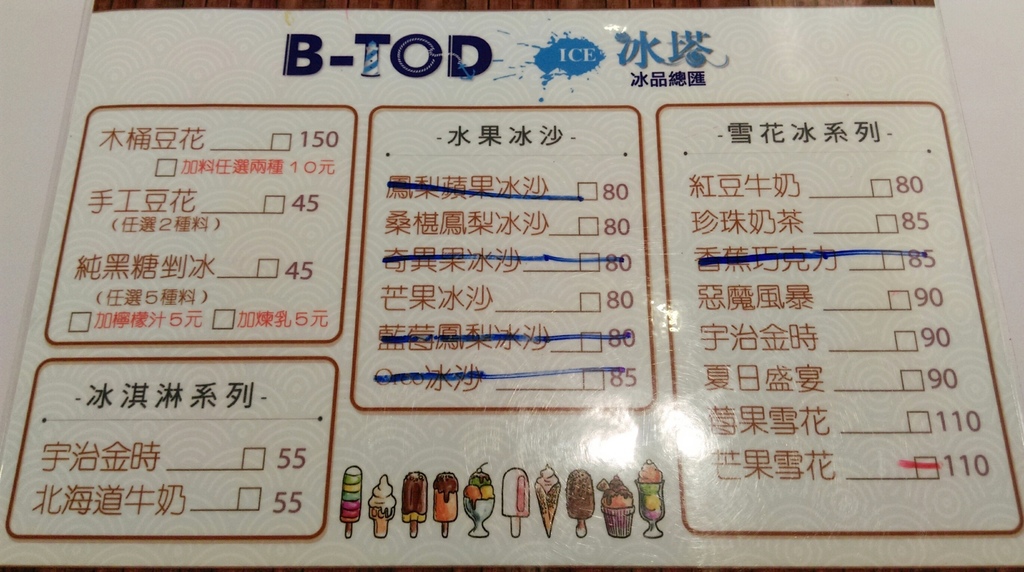 B-TOD ICE 冰塔
冰品總匯
木桶豆花 150
加料任選兩種 10元
手工豆花 45
(任選2種料)
純黑糖剉冰 45
(任選5種料)
加檸檬汁5元 加煉乳5元
-冰淇淋系列-
宇治金時 55
北海道牛奶 55
-水果冰沙-
鳳梨蘋果冰沙 80
桑椹鳳梨冰沙 80
奇異果冰沙 80
芒果冰沙 80
藍莓鳳梨冰沙 80
Oreo冰沙 85
-雪花冰系列-
紅豆牛奶 80
珍珠奶茶 85
香蕉巧克力 85
惡魔風暴 90
宇治金時 90
夏日盛宴 90
莓果雪花 110
芒果雪花 110